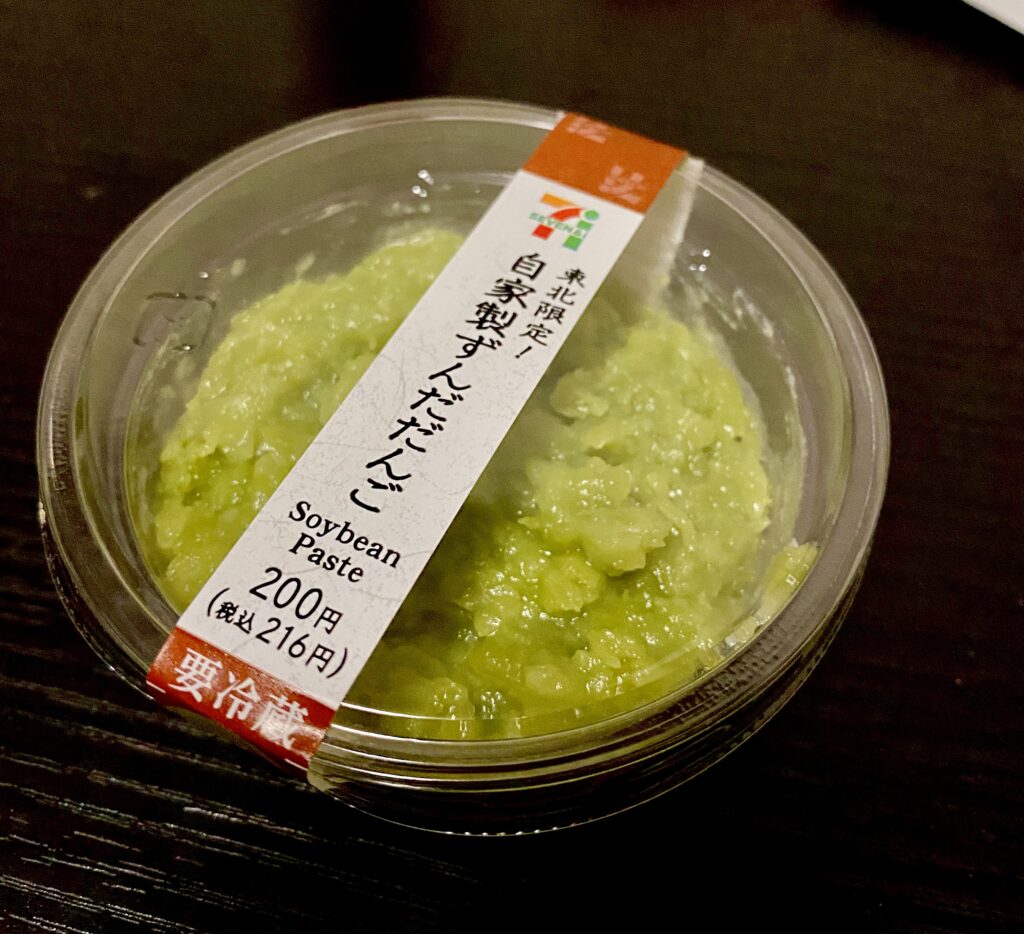 SEVEN & i
東北限定！
自家製ずんだだんご
Soybean
Paste
200円
(税込216円)
要冷蔵